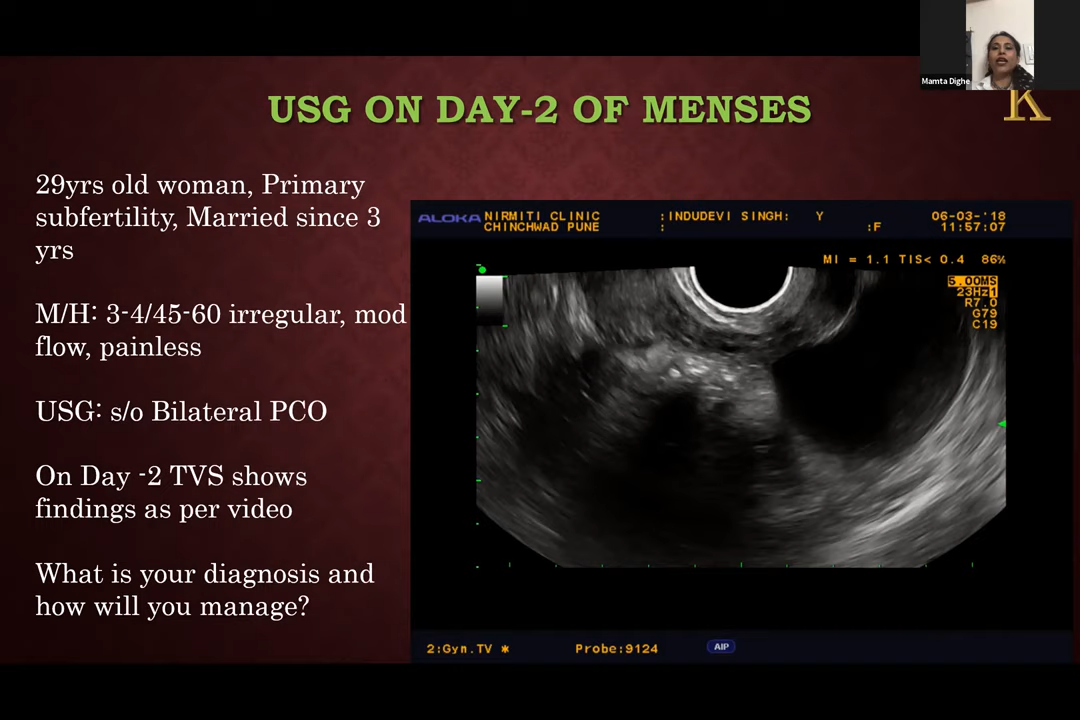 Mamta Dighe
K
USG ON DAY-2 OF MENSES
29yrs old woman, Primary
subfertility, Married since 3
yrs
M/H: 3-4/45-60 irregular, mod
flow, painless
USG: s/o Bilateral PCO
On Day -2 TVS shows
findings as per video
What is your diagnosis and
how will you manage?
ALOKA NIRMITI CLINIC :INDUDEVI SINGH: Y 06-03-'18
CHINCHWAD PUNE : :F 11:57:07
MI = 1.1 TIS< 0.4 86%
5.00MS
23Hz1
R7.0
G79
C19
2:Gyn.TV * Probe:9124 AIP